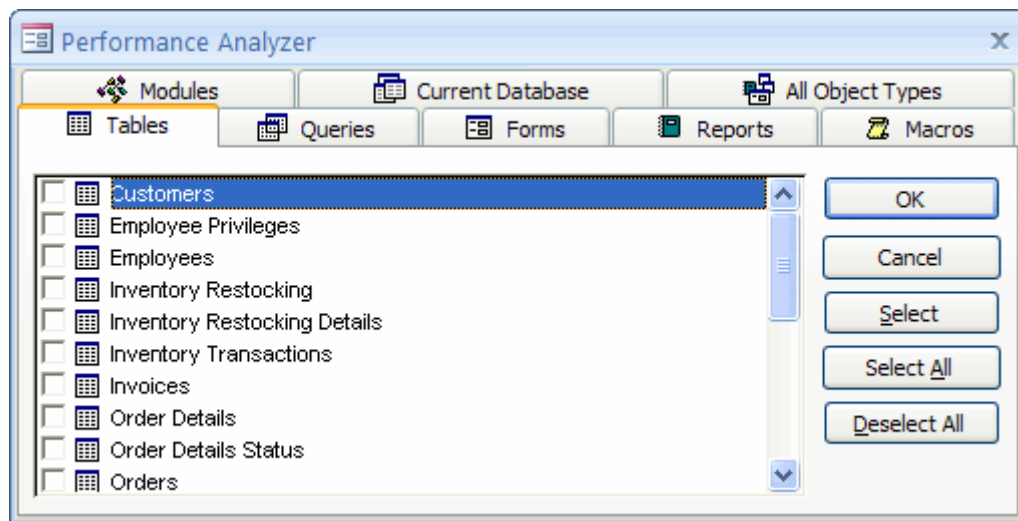 Performance Analyzer
Modules
Current Database
All Object Types
Tables
Queries
Forms
Reports
Macros
Customers
Employee Privileges
Employees
Inventory Restocking
Inventory Restocking Details
Inventory Transactions
Invoices
Order Details
Order Details Status
Orders
OK
Cancel
Select
Select All
Deselect All